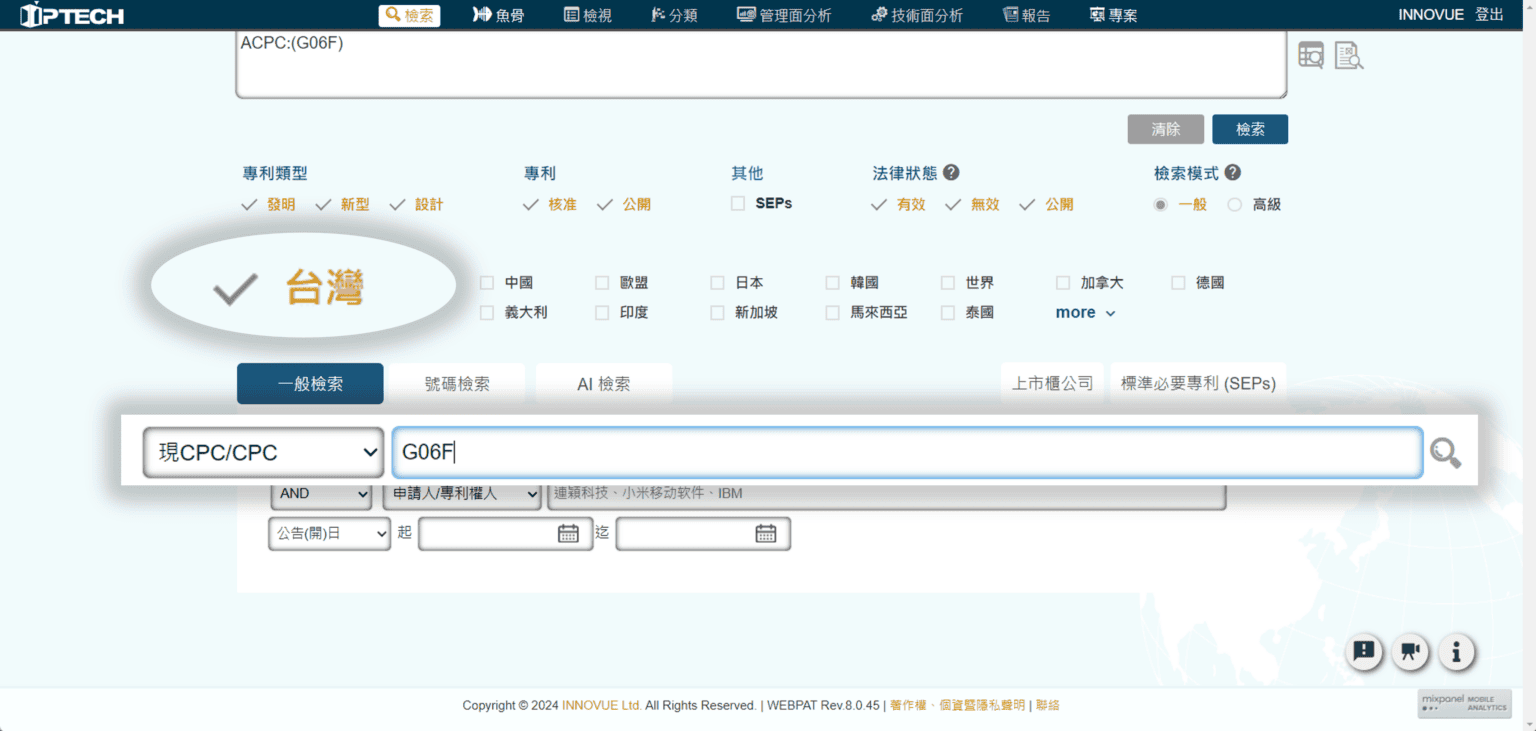 IPTECH 檢索 魚骨 檢視 分類 管理面分析 技術面分析 報告 專案 INNOVUE 登出
ACPC:(G06F)
清除 檢索
專利類型 專利 其他 法律狀態 ? 檢索模式 ?
發明 新型 設計 核准 公開 SEPs 有效 無效 公開 一般 高級
台灣 中國 歐盟 日本 韓國 世界 加拿大 德國
義大利 印度 新加坡 馬來西亞 泰國 more
一般檢索 號碼檢索 AI 檢索 上市櫃公司 標準必要專利 (SEPs)
現CPC/CPC G06F
AND 申請人/專利權人 連穎科技、小米移动软件、IBM
公告(開)日 起 迄
Copyright © 2024 INNOVUE Ltd. All Rights Reserved. | WEBPAT Rev.8.0.45 | 著作權、個資暨隱私聲明 | 聯絡
mixpanel MOBILE ANALYTICS